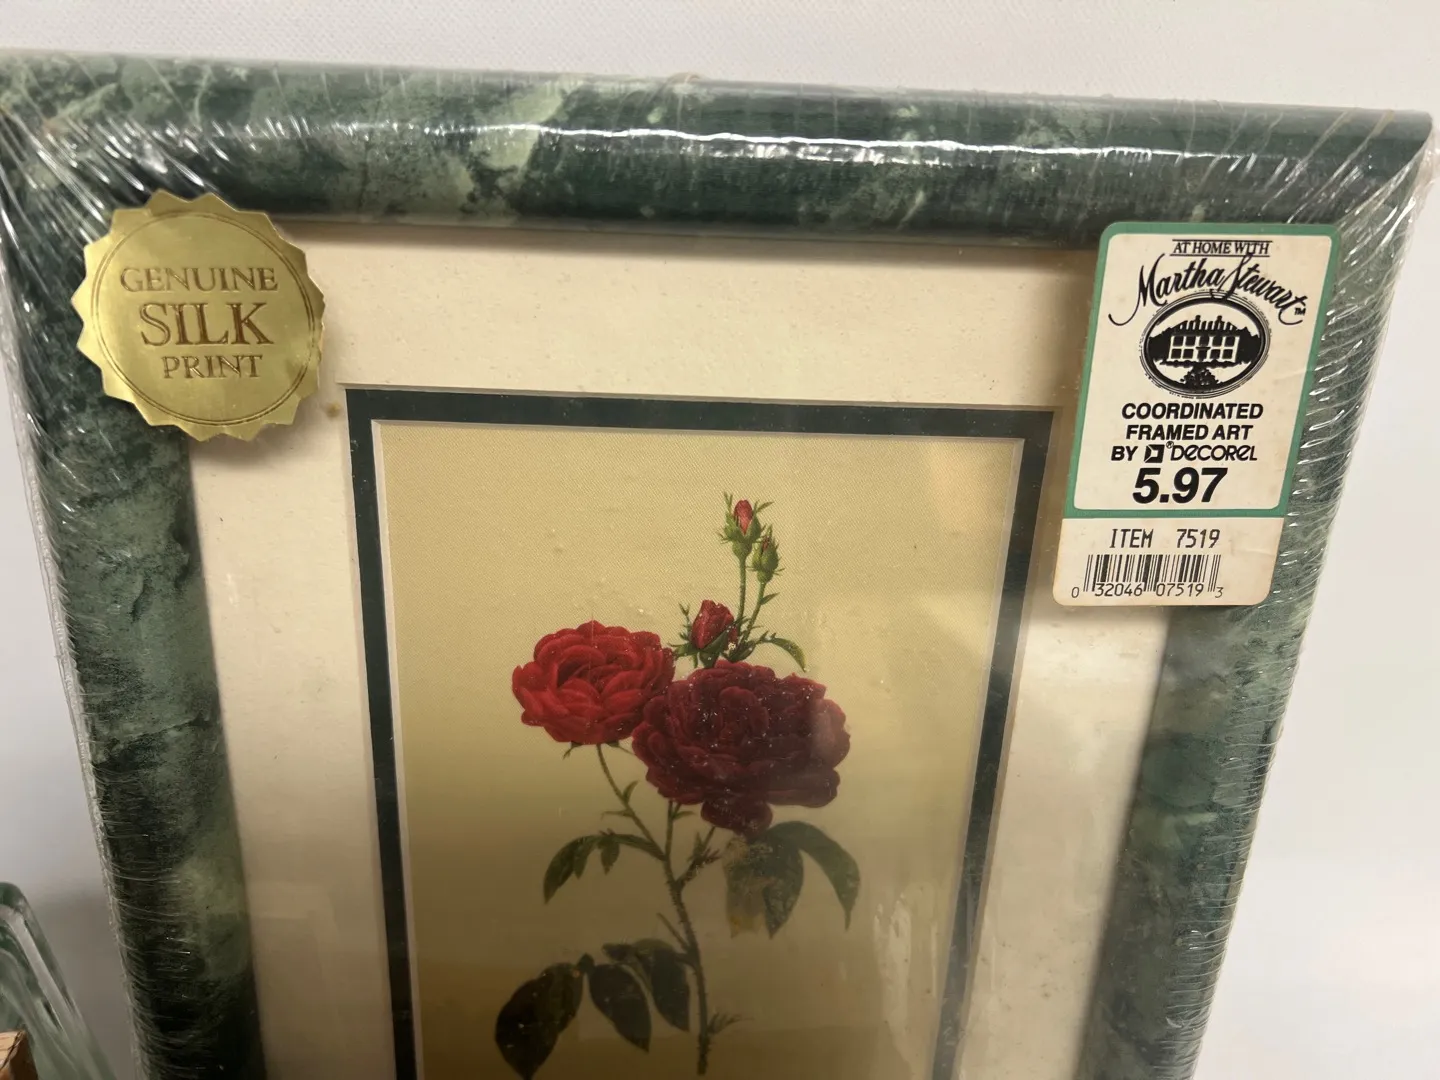 GENUINE
SILK
PRINT
AT HOME WITH
Martha Stewart™
COORDINATED
FRAMED ART
BY ®DECOREL
5.97
ITEM 7519
0 32046 07519 3